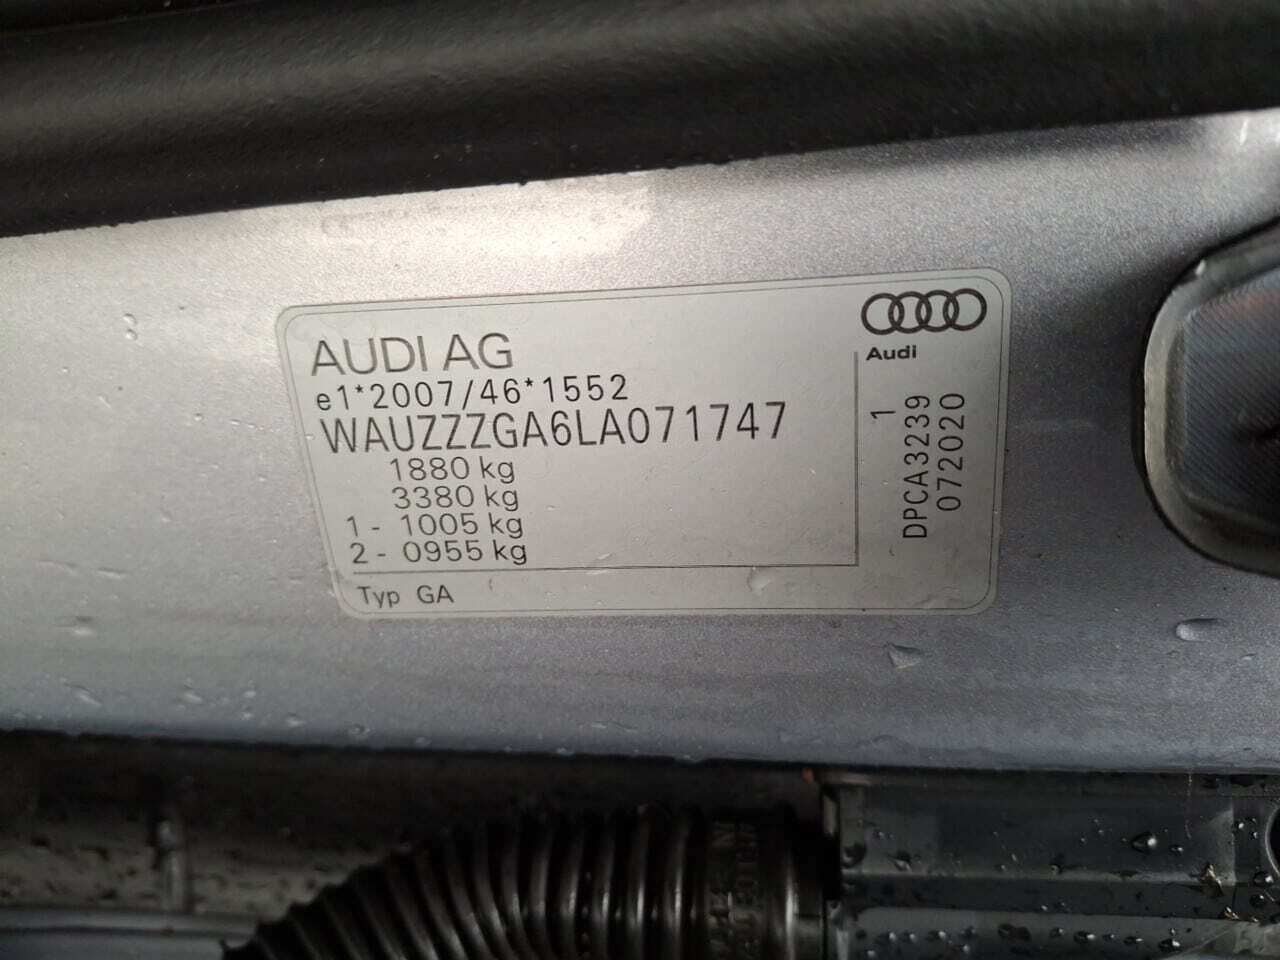 AUDI AG
e1*2007/46*1552
WAUZZZGA6LA071747
1880 kg
3380 kg
1 - 1005 kg
2 - 0955 kg
Typ GA
Audi
1
DPCA3239
072020